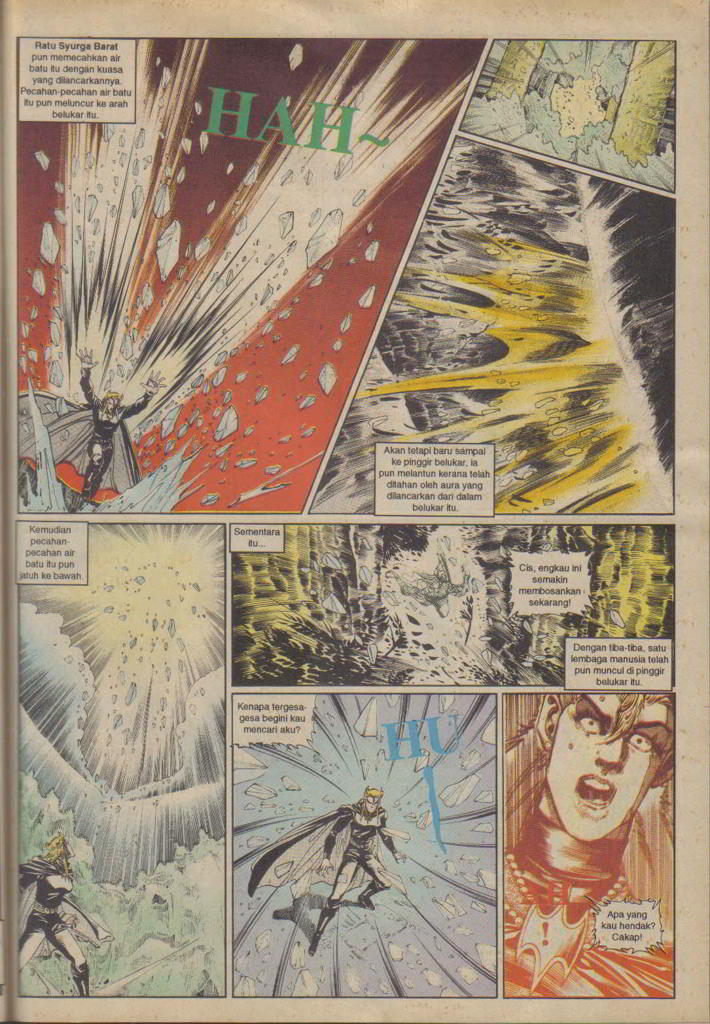 Ratu Syurga Barat
pun memecahkan air
batu itu dengan kuasa
yang dilancarkannya.
Pecahan-pecahan air batu
itu pun meluncur ke arah
belukar itu.
HAH~
Akan tetapi baru sampai
ke pinggir belukar, ia
pun melantun kerana telah
ditahan oleh aura yang
dilancarkan dari dalam
belukar itu.
Kemudian
pecahan-
pecahan air
batu itu pun
jatuh ke bawah.
Sementara
itu...
Cis, engkau ini
semakin
membosankan
sekarang!
Dengan tiba-tiba, satu
lembaga manusia telah
pun muncul di pinggir
belukar itu.
Kenapa tergesa-
gesa begini kau
mencari aku?
HU
!
Apa yang
kau hendak?
Cakap!